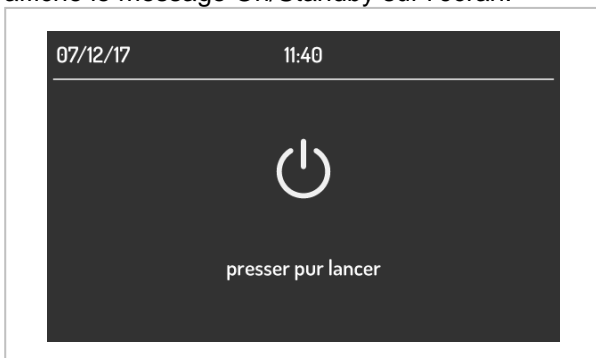 affiche le message On/Standby sur l'écran.
07/12/17 11:40
presser pur lancer